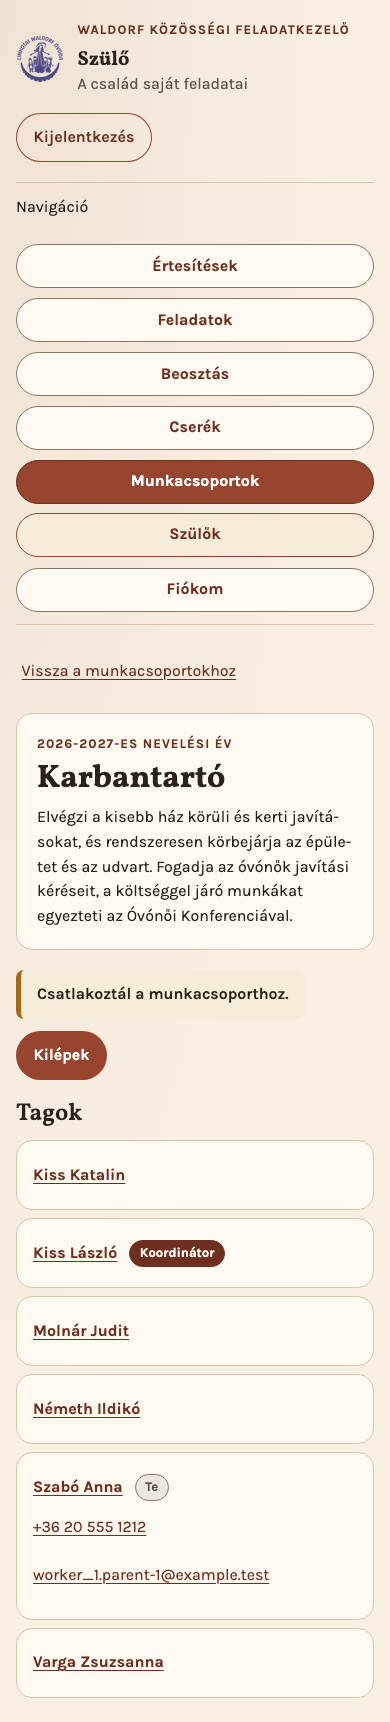 WALDORF KÖZÖSSÉGI FELADATKEZELŐ
Szülő
A család saját feladatai
Kijelentkezés
Navigáció
Értesítések
Feladatok
Beosztás
Cserék
Munkacsoportok
Szülők
Fiókom
Vissza a munkacsoportokhoz
2026-2027-ES NEVELÉSI ÉV
Karbantartó
Elvégzi a kisebb ház körüli és kerti javítá-
sokat, és rendszeresen körbejárja az épüle-
tet és az udvart. Fogadja az óvónők javítási
kéréseit, a költséggel járó munkákat
egyezteti az Óvónői Konferenciával.
Csatlakoztál a munkacsoporthoz.
Kilépek
Tagok
Kiss Katalin
Kiss László Koordinátor
Molnár Judit
Németh Ildikó
Szabó Anna Te
+36 20 555 1212
worker_1.parent-1@example.test
Varga Zsuzsanna